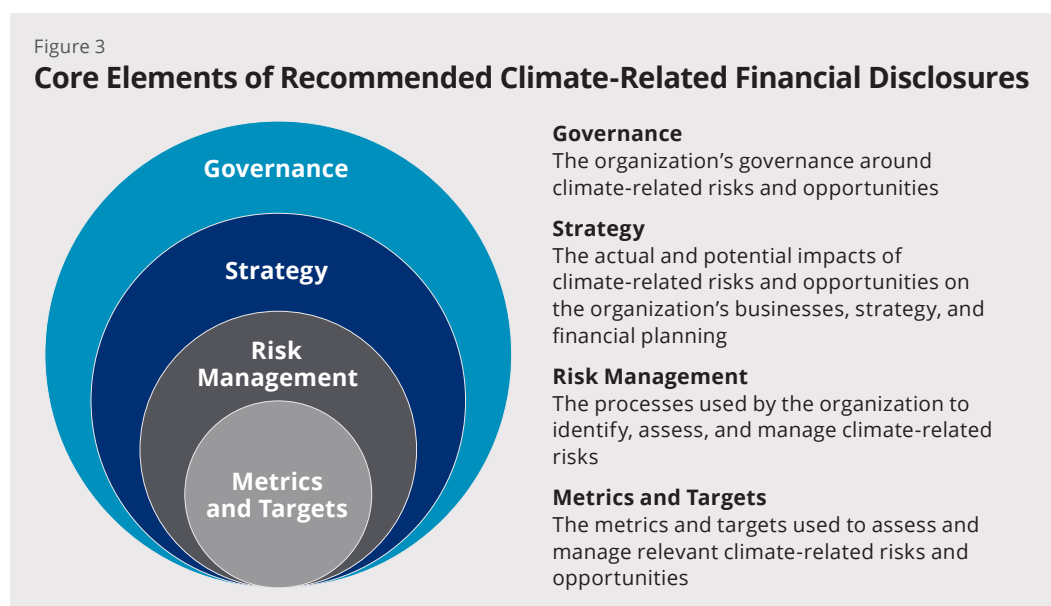 Figure 3
Core Elements of Recommended Climate-Related Financial Disclosures
Governance
Strategy
Risk
Management
Metrics
and Targets
Governance
The organization’s governance around
climate-related risks and opportunities
Strategy
The actual and potential impacts of
climate-related risks and opportunities on
the organization’s businesses, strategy, and
financial planning
Risk Management
The processes used by the organization to
identify, assess, and manage climate-related
risks
Metrics and Targets
The metrics and targets used to assess and
manage relevant climate-related risks and
opportunities